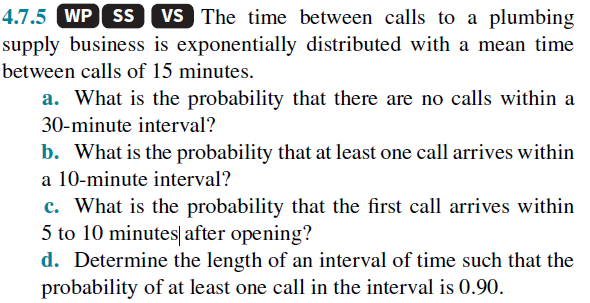 4.7.5 WP SS VS The time between calls to a plumbing
supply business is exponentially distributed with a mean time
between calls of 15 minutes.
a. What is the probability that there are no calls within a
30-minute interval?
b. What is the probability that at least one call arrives within
a 10-minute interval?
c. What is the probability that the first call arrives within
5 to 10 minutes after opening?
d. Determine the length of an interval of time such that the
probability of at least one call in the interval is 0.90.